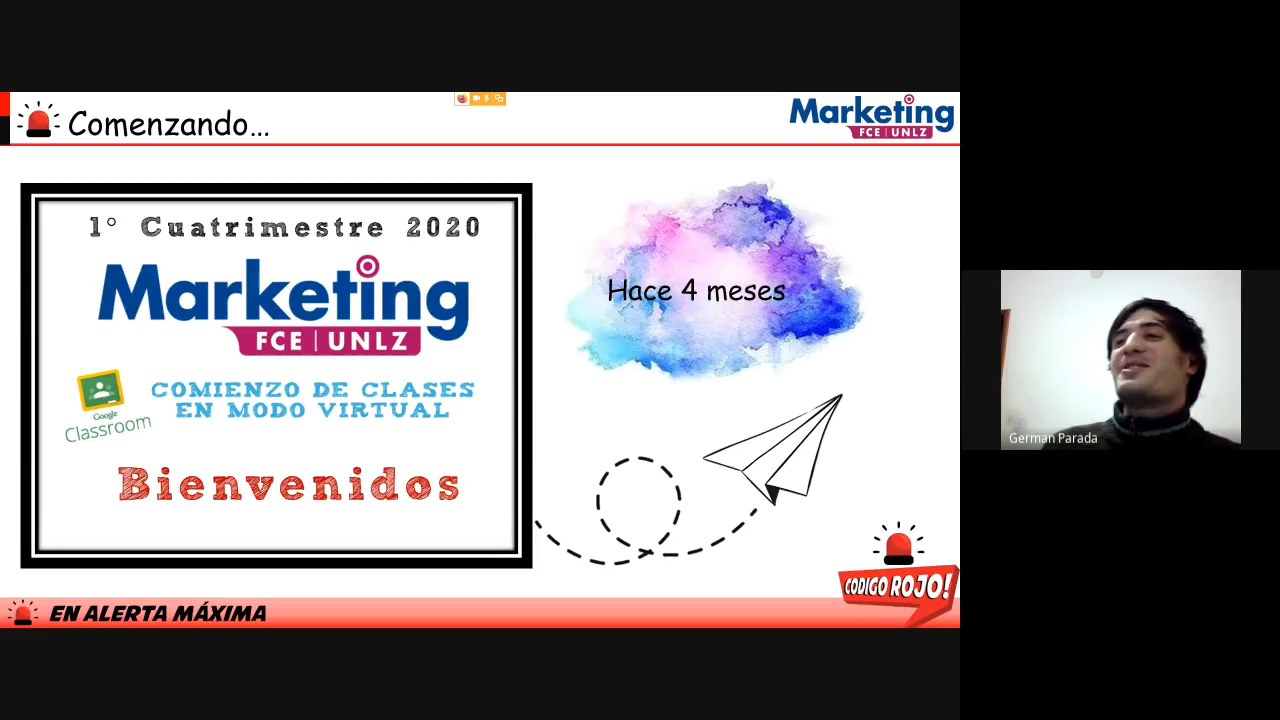 Comenzando...
Marketing
FCE | UNLZ
1° Cuatrimestre 2020
Marketing
FCE | UNLZ
Google
Classroom
COMIENZO DE CLASES
EN MODO VIRTUAL
Bienvenidos
Hace 4 meses
German Parada
CODIGO ROJO!
EN ALERTA MÁXIMA